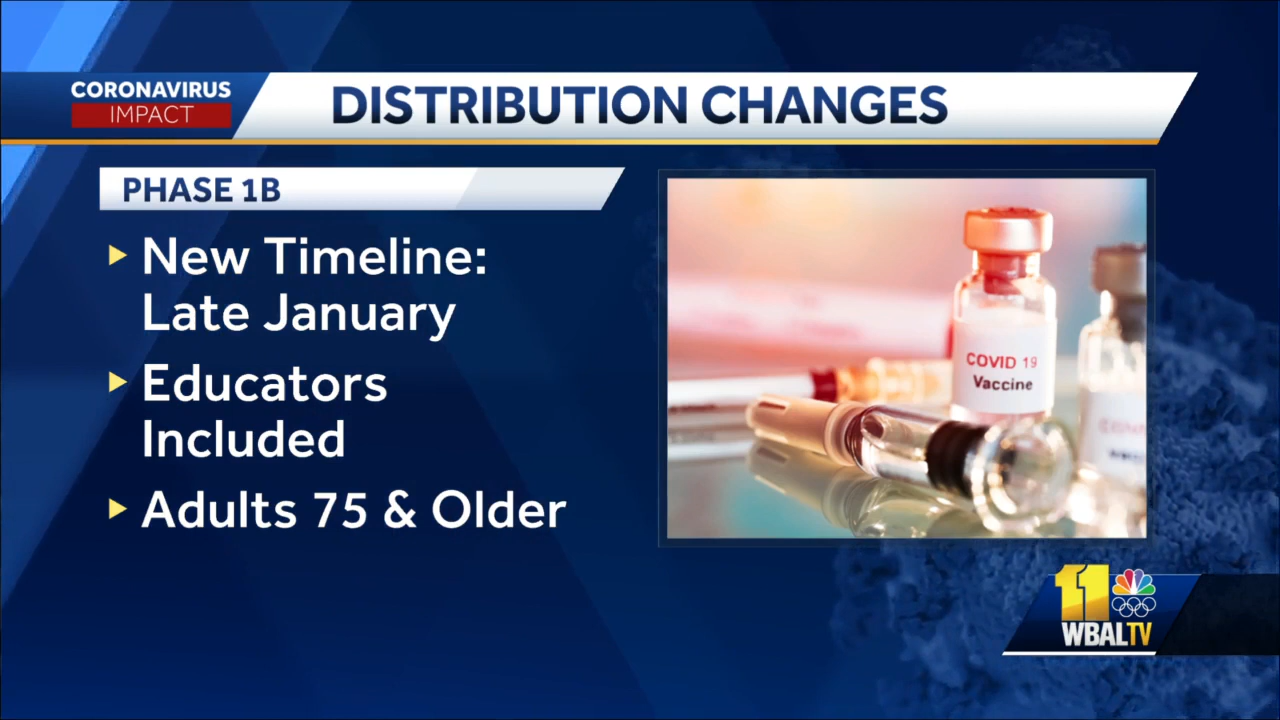 CORONAVIRUS
IMPACT
DISTRIBUTION CHANGES
PHASE 1B
New Timeline:
Late January
Educators
Included
Adults 75 & Older
COVID 19
Vaccine
11
WBALTV